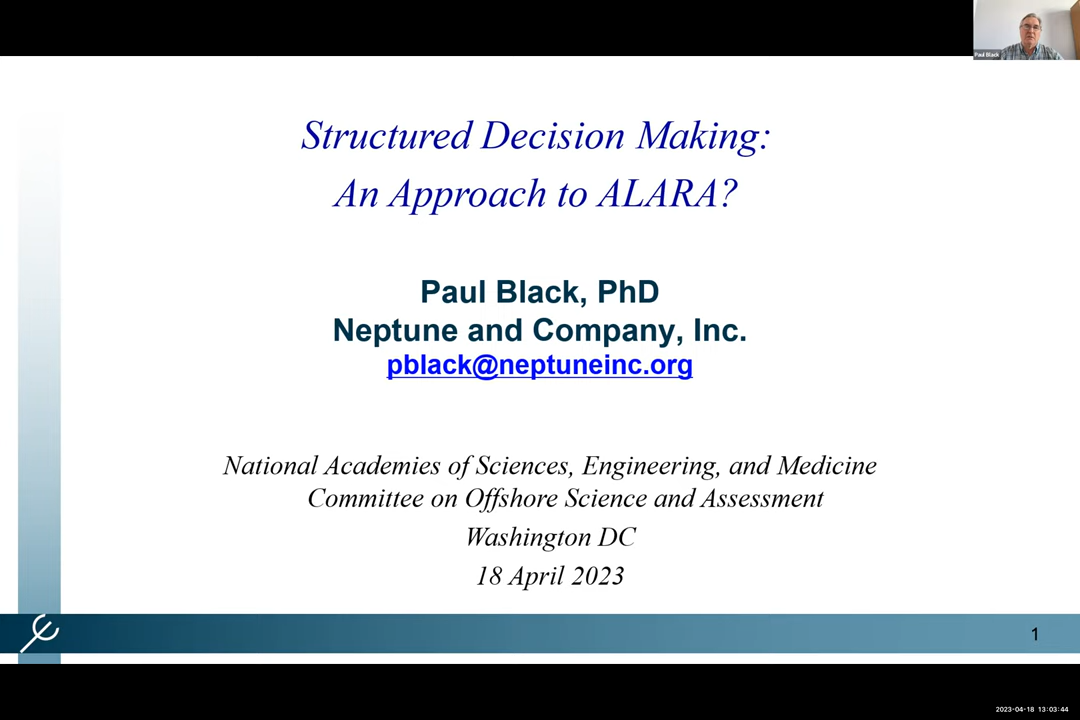 Paul Black
Structured Decision Making:
An Approach to ALARA?
Paul Black, PhD
Neptune and Company, Inc.
pblack@neptuneinc.org
National Academies of Sciences, Engineering, and Medicine
Committee on Offshore Science and Assessment
Washington DC
18 April 2023
1
2023-04-18 13:03:44